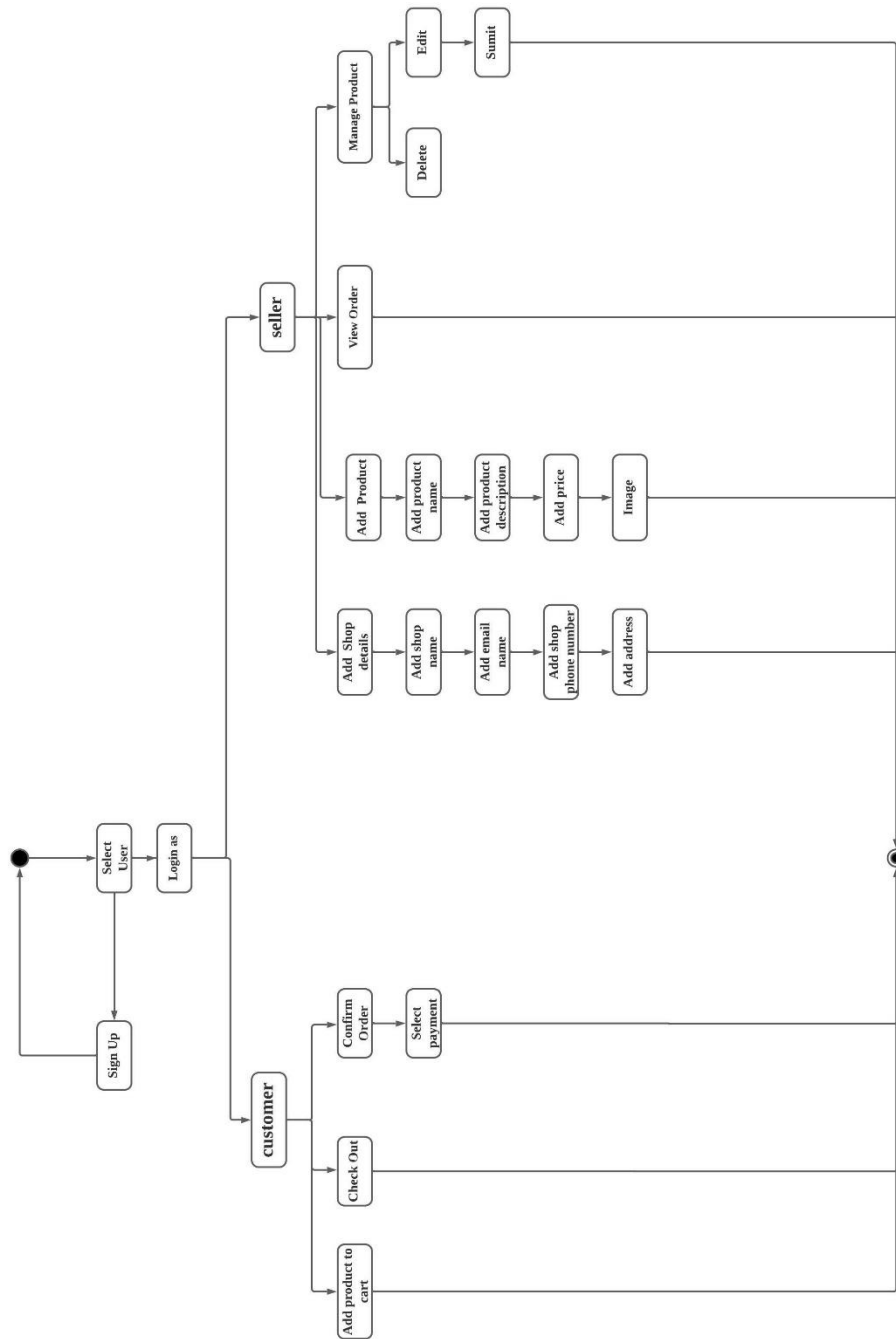 Select
User
Sign Up
Login as
customer
seller
Add product to
cart
Check Out
Confirm
Order
Select
payment
Add  Shop
details
Add shop
name
Add email
name
Add shop
phone number
Add address
Add  Product
Add product
name
Add product
description
Add price
Image
View Order
Manage Product
Delete
Edit
Sumit